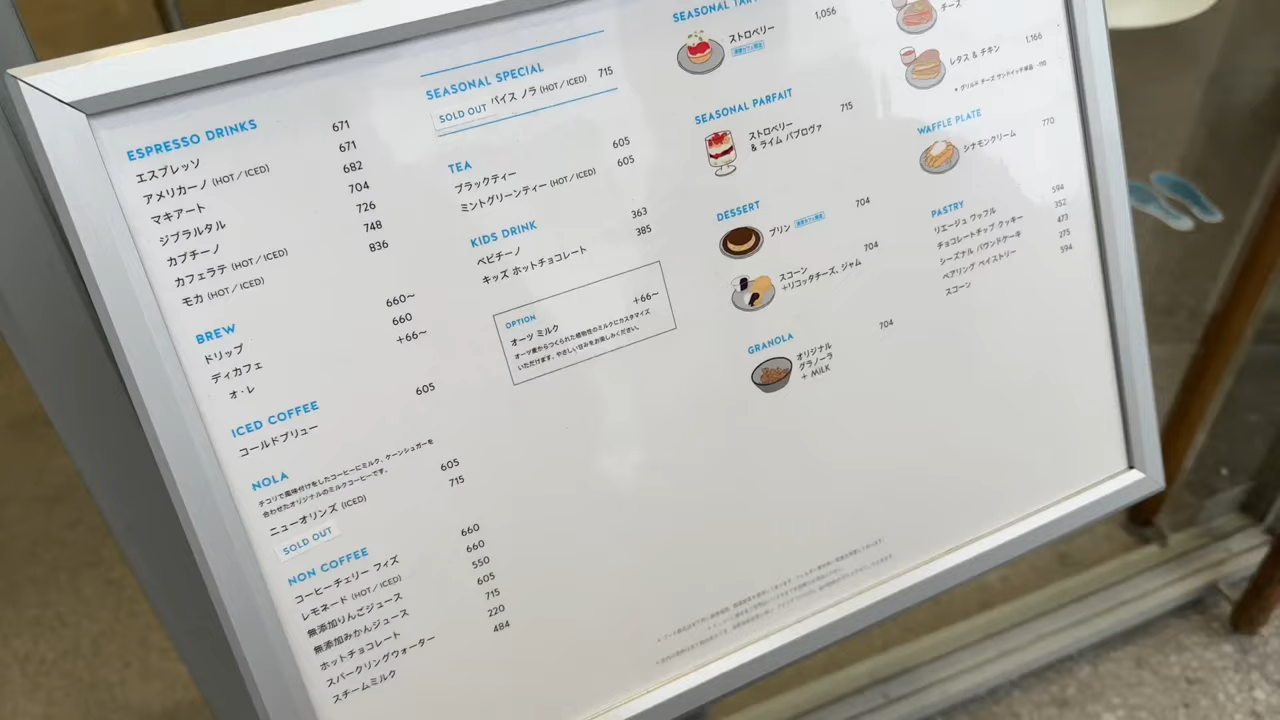 ESPRESSO DRINKS
エスプレッソ 671
アメリカーノ (HOT / ICED) 671
マキアート 682
ジブラルタル 704
カプチーノ 726
カフェラテ (HOT / ICED) 748
モカ (HOT / ICED) 836
BREW
ドリップ 660〜
ディカフェ 660
オ・レ +66〜
ICED COFFEE
コールドブリュー 605
NOLA
チコリで風味付けをしたコーヒーにミルク、ケーンシュガーを
合わせたオリジナルのミルクコーヒーです。
ニューオリンズ (ICED) 605
SOLD OUT 715
NON COFFEE
コーヒーチェリー フィズ 660
レモネード (HOT / ICED) 660
無添加りんごジュース 550
無添加みかんジュース 605
ホットチョコレート 715
スパークリングウォーター 220
スチームミルク 484
SEASONAL SPECIAL
SOLD OUT パイス ノラ (HOT / ICED) 715
TEA
ブラックティー 605
ミントグリーンティー (HOT / ICED) 605
KIDS DRINK
ベビチーノ 363
キッズ ホットチョコレート 385
OPTION
オーツ ミルク +66〜
オーツ麦からつくられた植物性のミルクにカスタマイズ
いただけます。やさしい甘みをお楽しみください。
SEASONAL
ストロベリー 1,056
SEASONAL PARFAIT
ストロベリー 715
& ライム パブロヴァ
DESSERT
プリン 704
スコーン 704
+リコッタチーズ、ジャム
GRANOLA
オリジナル 704
グラノーラ
+ MILK
チーズ
レタス & チキン 1,166
* グリルド チーズ サンドイッチ単品 -110
WAFFLE PLATE
シナモンクリーム 770
PASTRY
リエージュ ワッフル 594
チョコレートチップ クッキー 352
シーズナル パウンドケーキ 473
ペアリング ペイストリー 275
スコーン 594